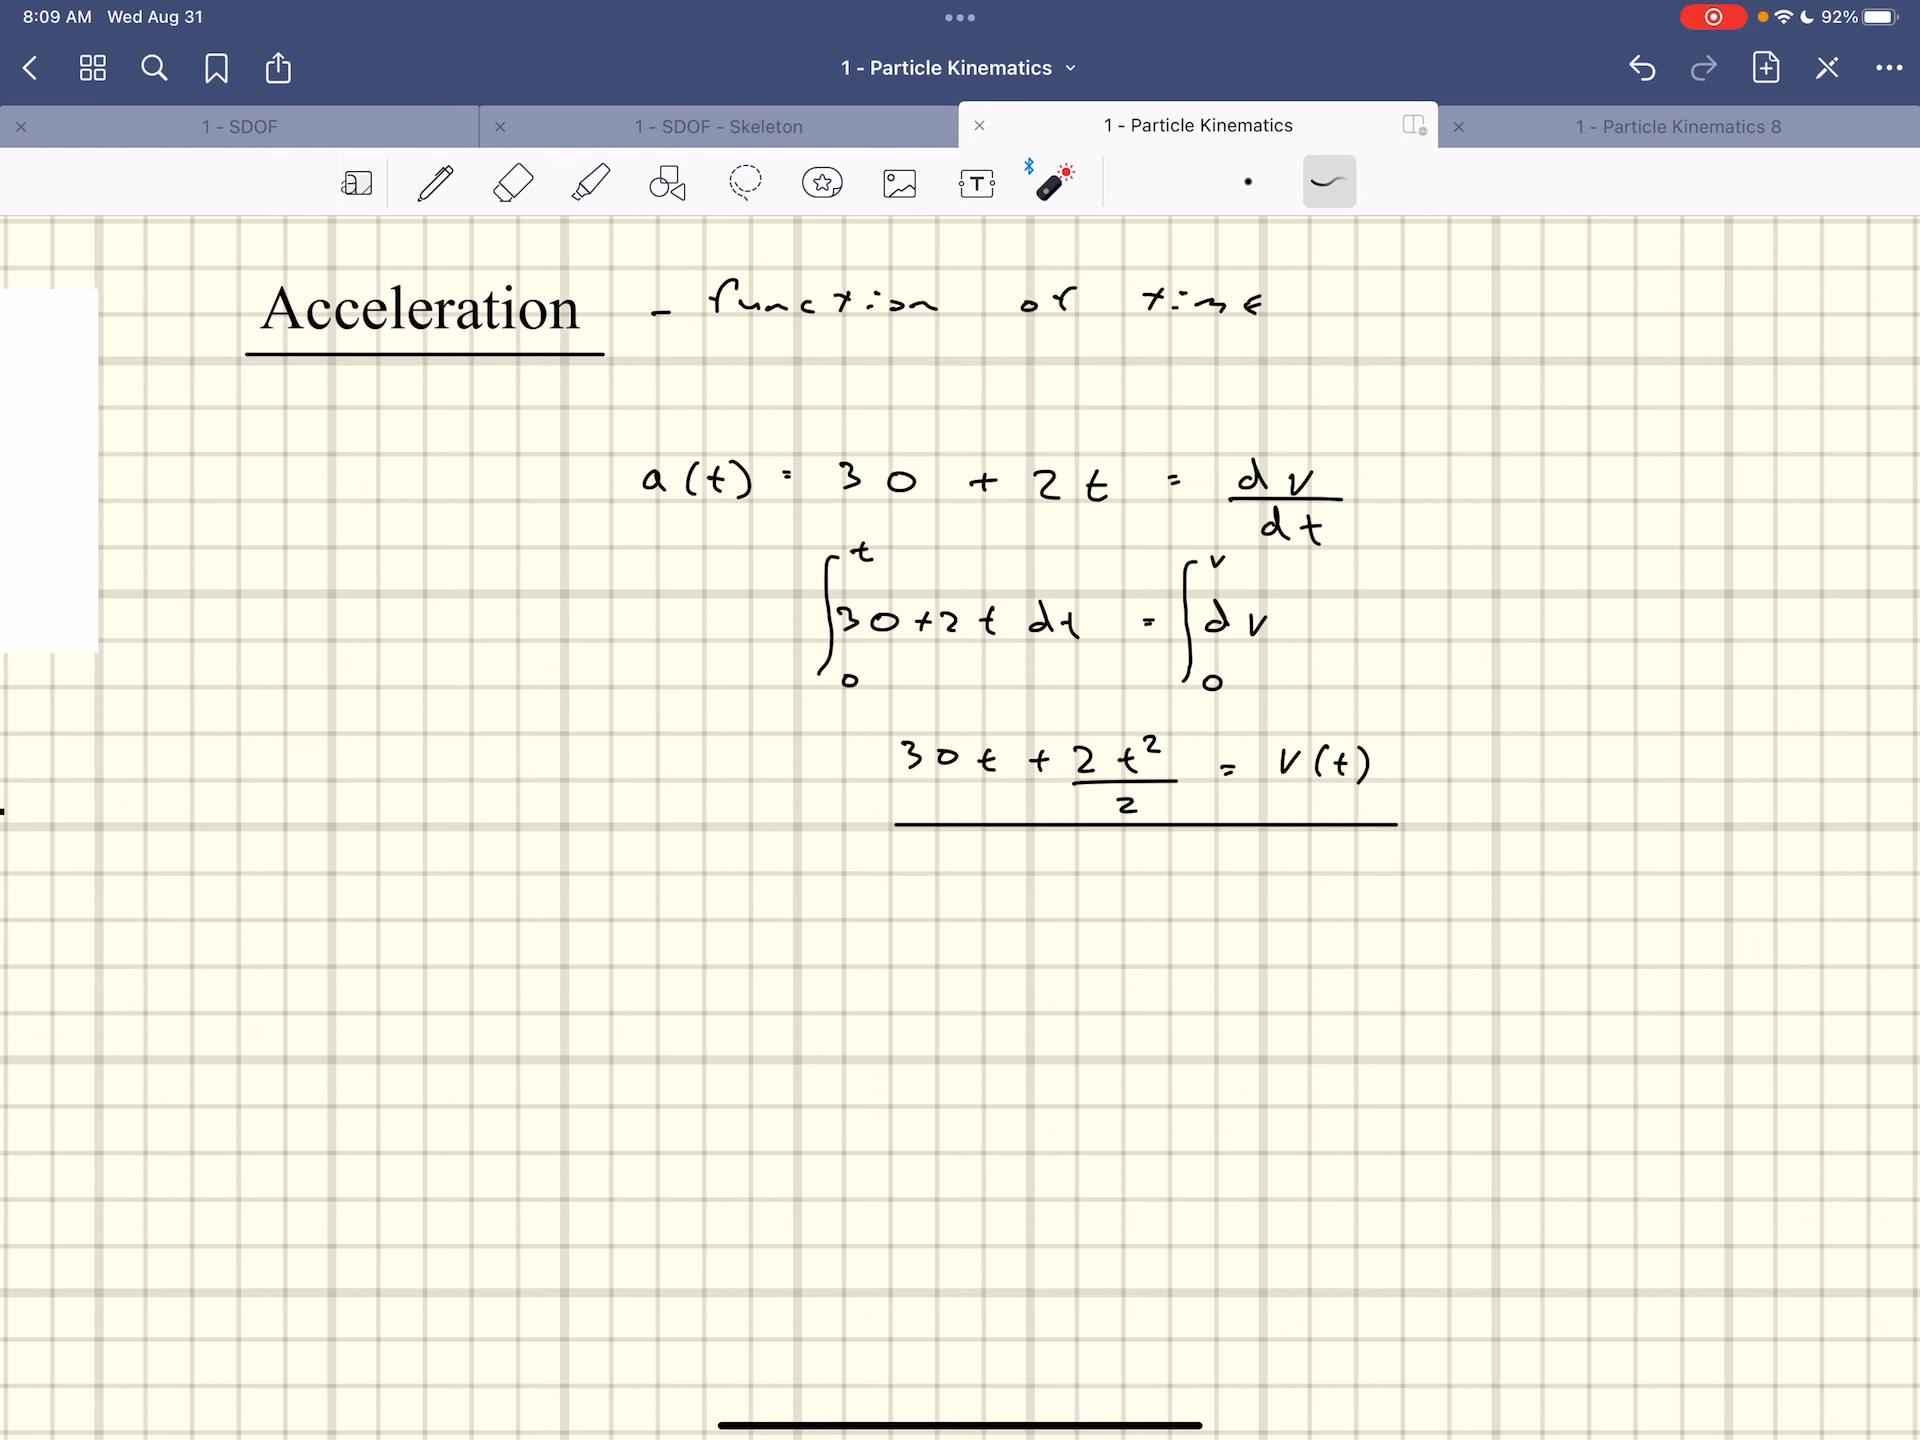 8:09 AM Wed Aug 31
92%
1 - Particle Kinematics
1 - SDOF
1 - SDOF - Skeleton
1 - Particle Kinematics
1 - Particle Kinematics 8
Acceleration - function of time
a(t) = 30 + 2t = dv/dt
∫₀ᵗ 30+2t dt = ∫₀ᵛ dv
30t + 2t²/2 = v(t)